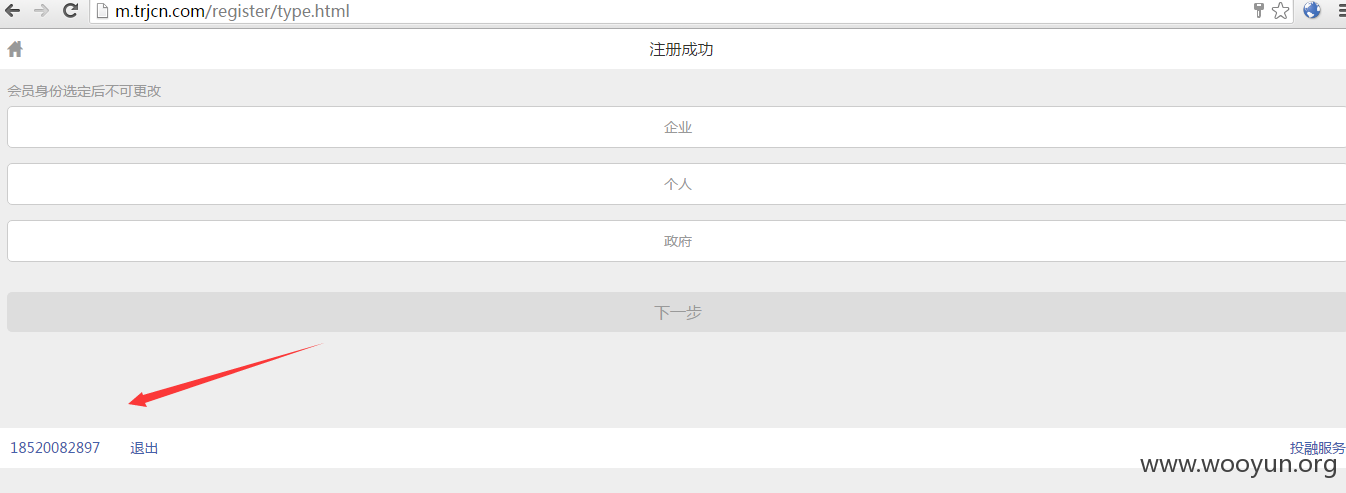 m.trjcn.com/register/type.html
注册成功
会员身份选定后不可更改
企业
个人
政府
下一步
18520082897 退出 投融服务
www.wooyun.org